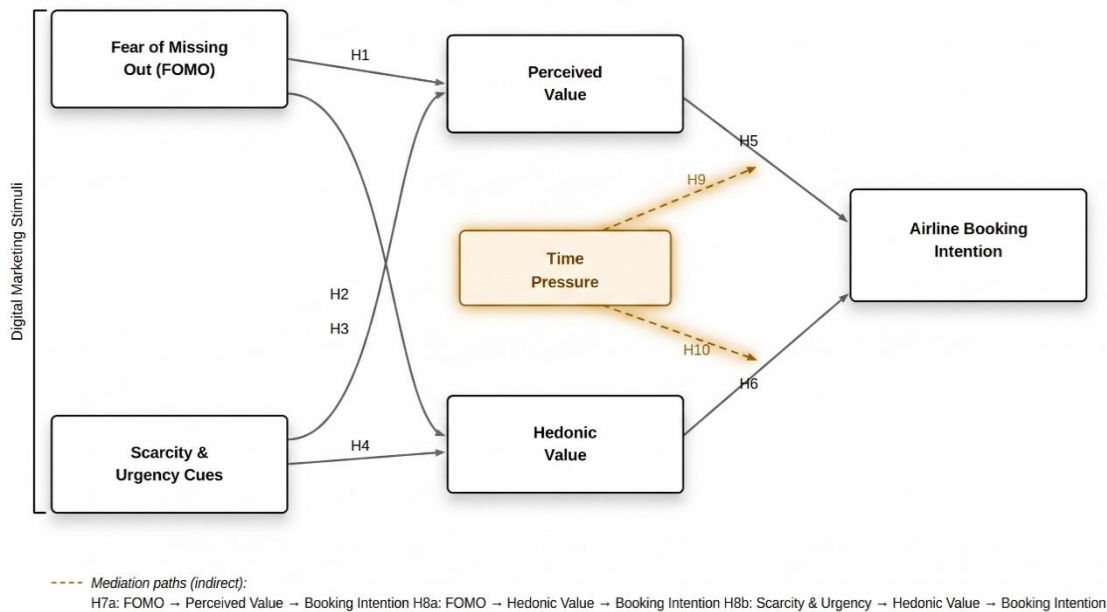 Digital Marketing Stimuli
Fear of Missing
Out (FOMO)
H1
Perceived
Value
H5
H9
Time
Pressure
Airline Booking
Intention
H2
H3
H10
H6
Scarcity &
Urgency Cues
H4
Hedonic
Value
Mediation paths (indirect):
H7a: FOMO → Perceived Value → Booking Intention H8a: FOMO → Hedonic Value → Booking Intention H8b: Scarcity & Urgency → Hedonic Value → Booking Intention